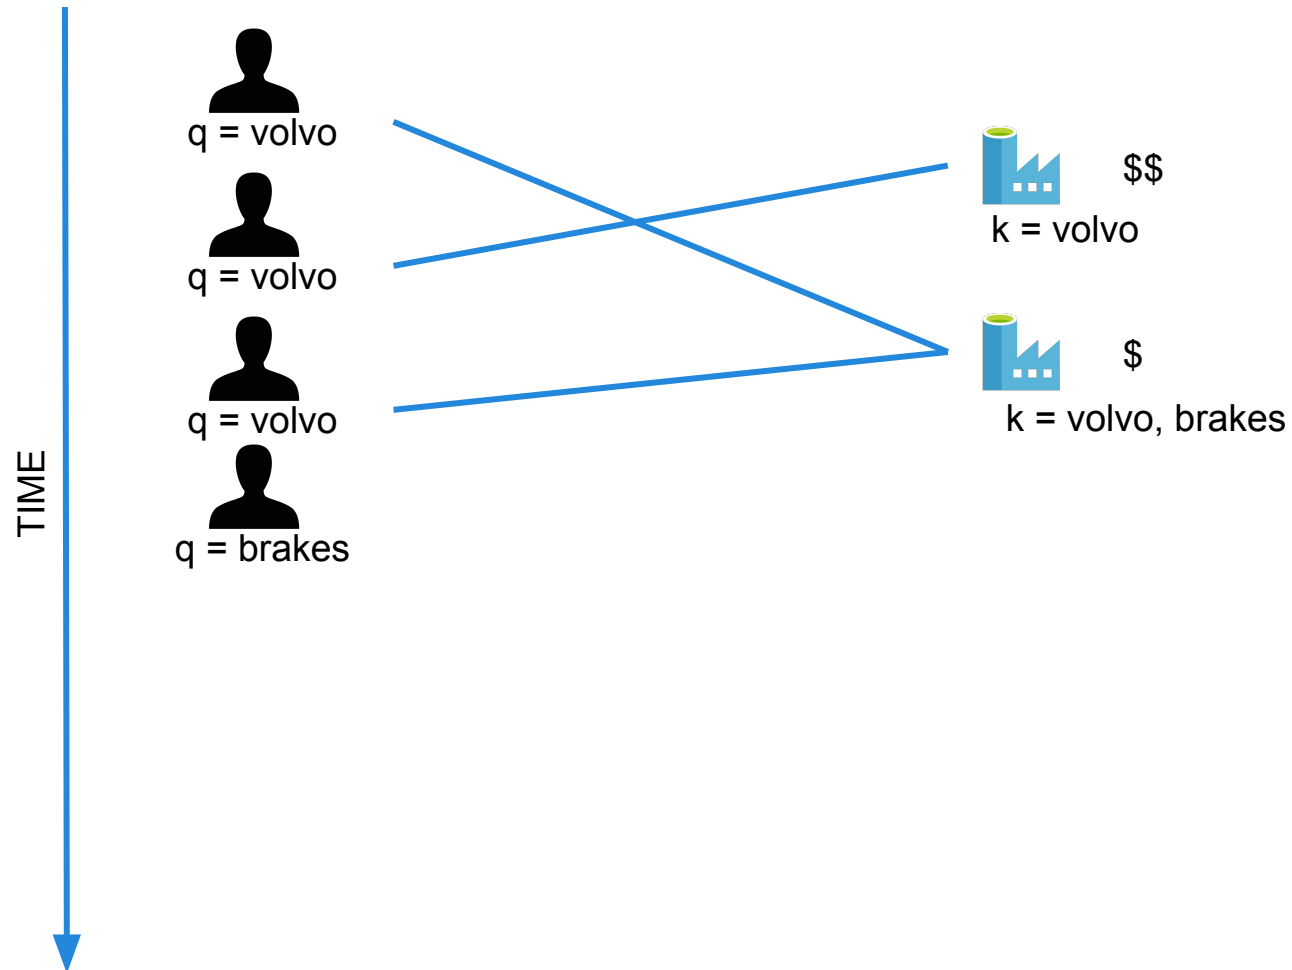 q = volvo
q = volvo
q = volvo
q = brakes
TIME
$$
k = volvo
$
k = volvo, brakes